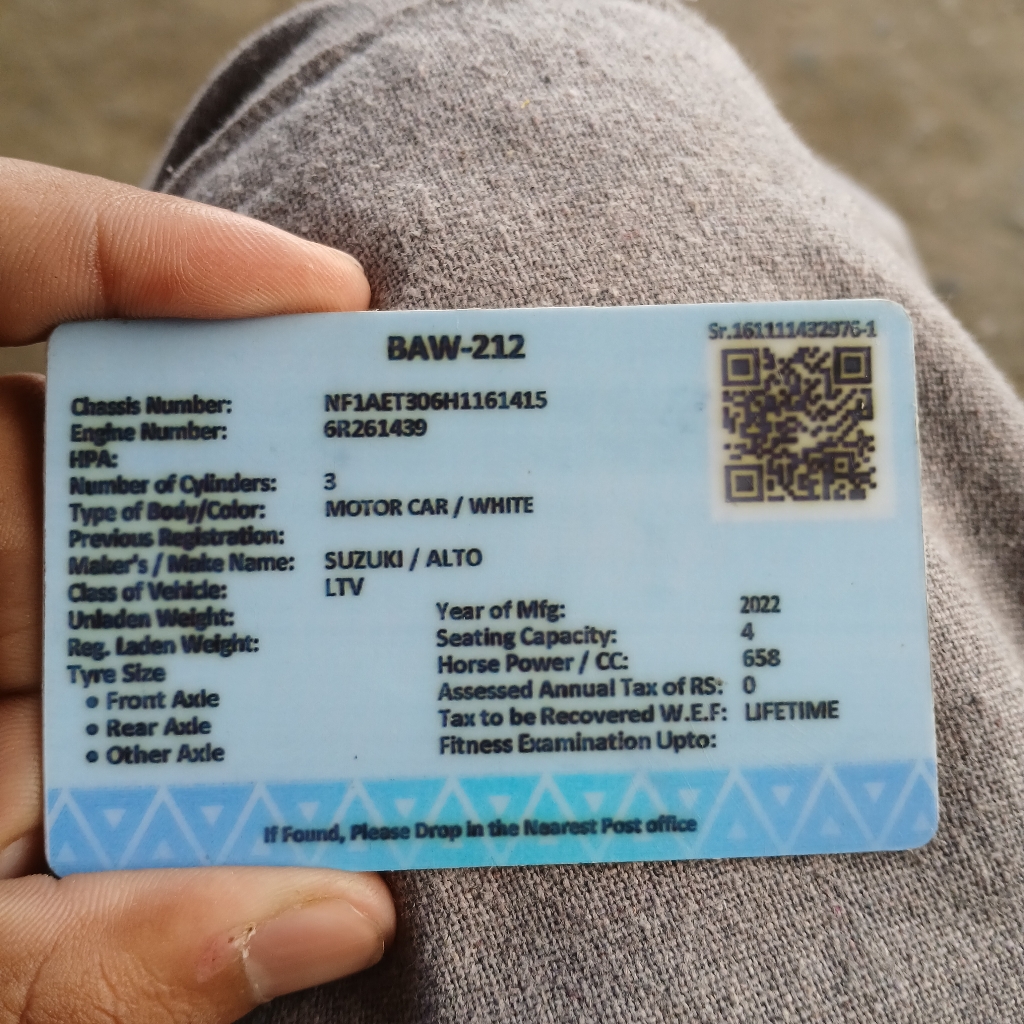 BAW-212
Sr.161111432976-1
Chassis Number: NF1AET306H1161415
Engine Number: 6R261439
HPA:
Number of Cylinders: 3
Type of Body/Color: MOTOR CAR / WHITE
Previous Registration:
Maker's / Make Name: SUZUKI / ALTO
Class of Vehicle: LTV
Unladen Weight:
Reg. Laden Weight:
Tyre Size
• Front Axle
• Rear Axle
• Other Axle
Year of Mfg: 2022
Seating Capacity: 4
Horse Power / CC: 658
Assessed Annual Tax of RS: 0
Tax to be Recovered W.E.F: LIFETIME
Fitness Examination Upto:
If Found, Please Drop in the Nearest Post office